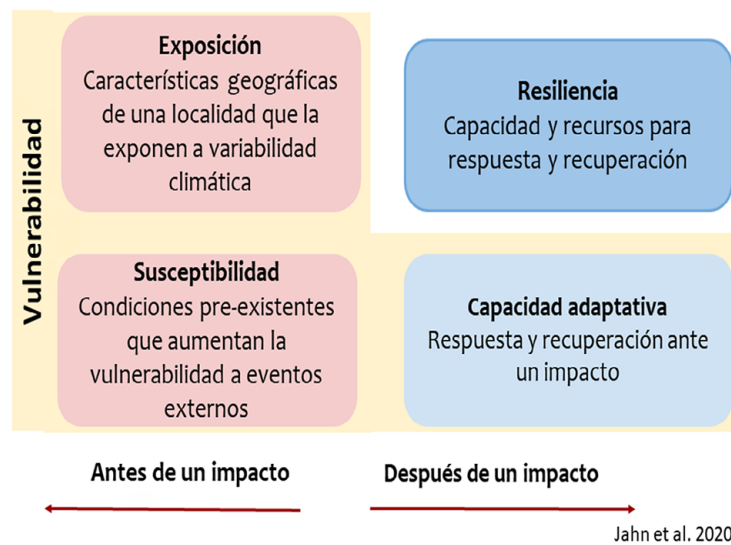 Vulnerabilidad
Exposición
Características geográficas
de una localidad que la
exponen a variabilidad
climática
Resiliencia
Capacidad y recursos para
respuesta y recuperación
Susceptibilidad
Condiciones pre-existentes
que aumentan la
vulnerabilidad a eventos
externos
Capacidad adaptativa
Respuesta y recuperación ante
un impacto
Antes de un impacto
Después de un impacto
Jahn et al. 2020